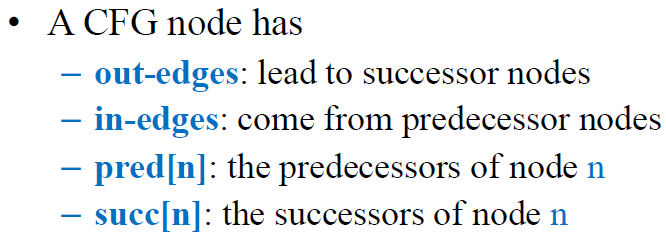 • A CFG node has
– out-edges: lead to successor nodes
– in-edges: come from predecessor nodes
– pred[n]: the predecessors of node n
– succ[n]: the successors of node n